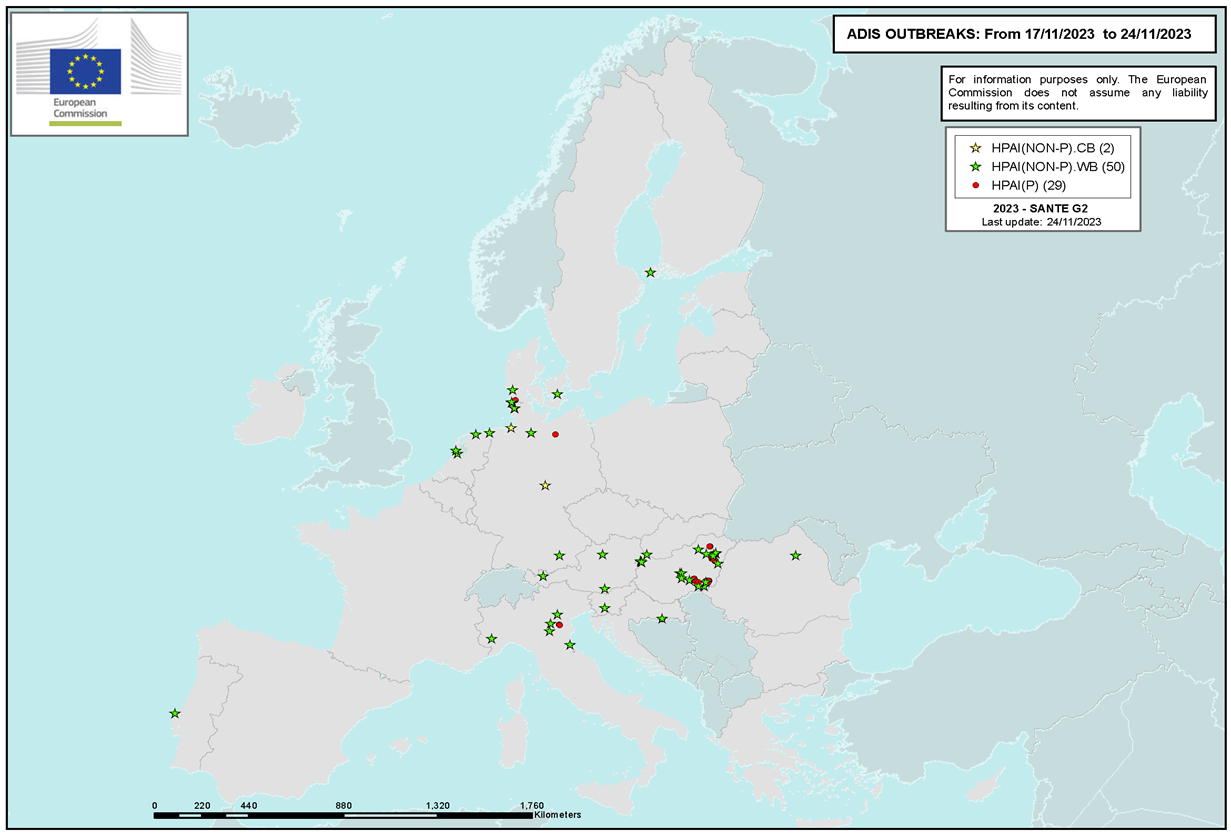 European
Commission
ADIS OUTBREAKS: From 17/11/2023 to 24/11/2023
For information purposes only. The European
Commission does not assume any liability
resulting from its content.
HPAI(NON-P).CB (2)
HPAI(NON-P).WB (50)
HPAI(P) (29)
2023 - SANTE G2
Last update: 24/11/2023
0 220 440 880 1,320 1,760
Kilometers